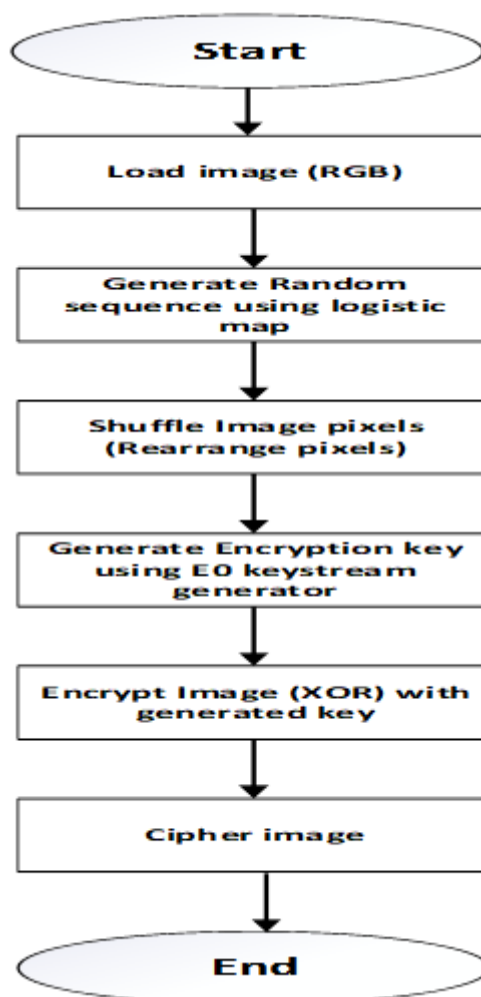 Start
Load image (RGB)
Generate Random
sequence using logistic
map
Shuffle Image pixels
(Rearrange pixels)
Generate Encryption key
using E0 keystream
generator
Encrypt Image (XOR) with
generated key
Cipher image
End